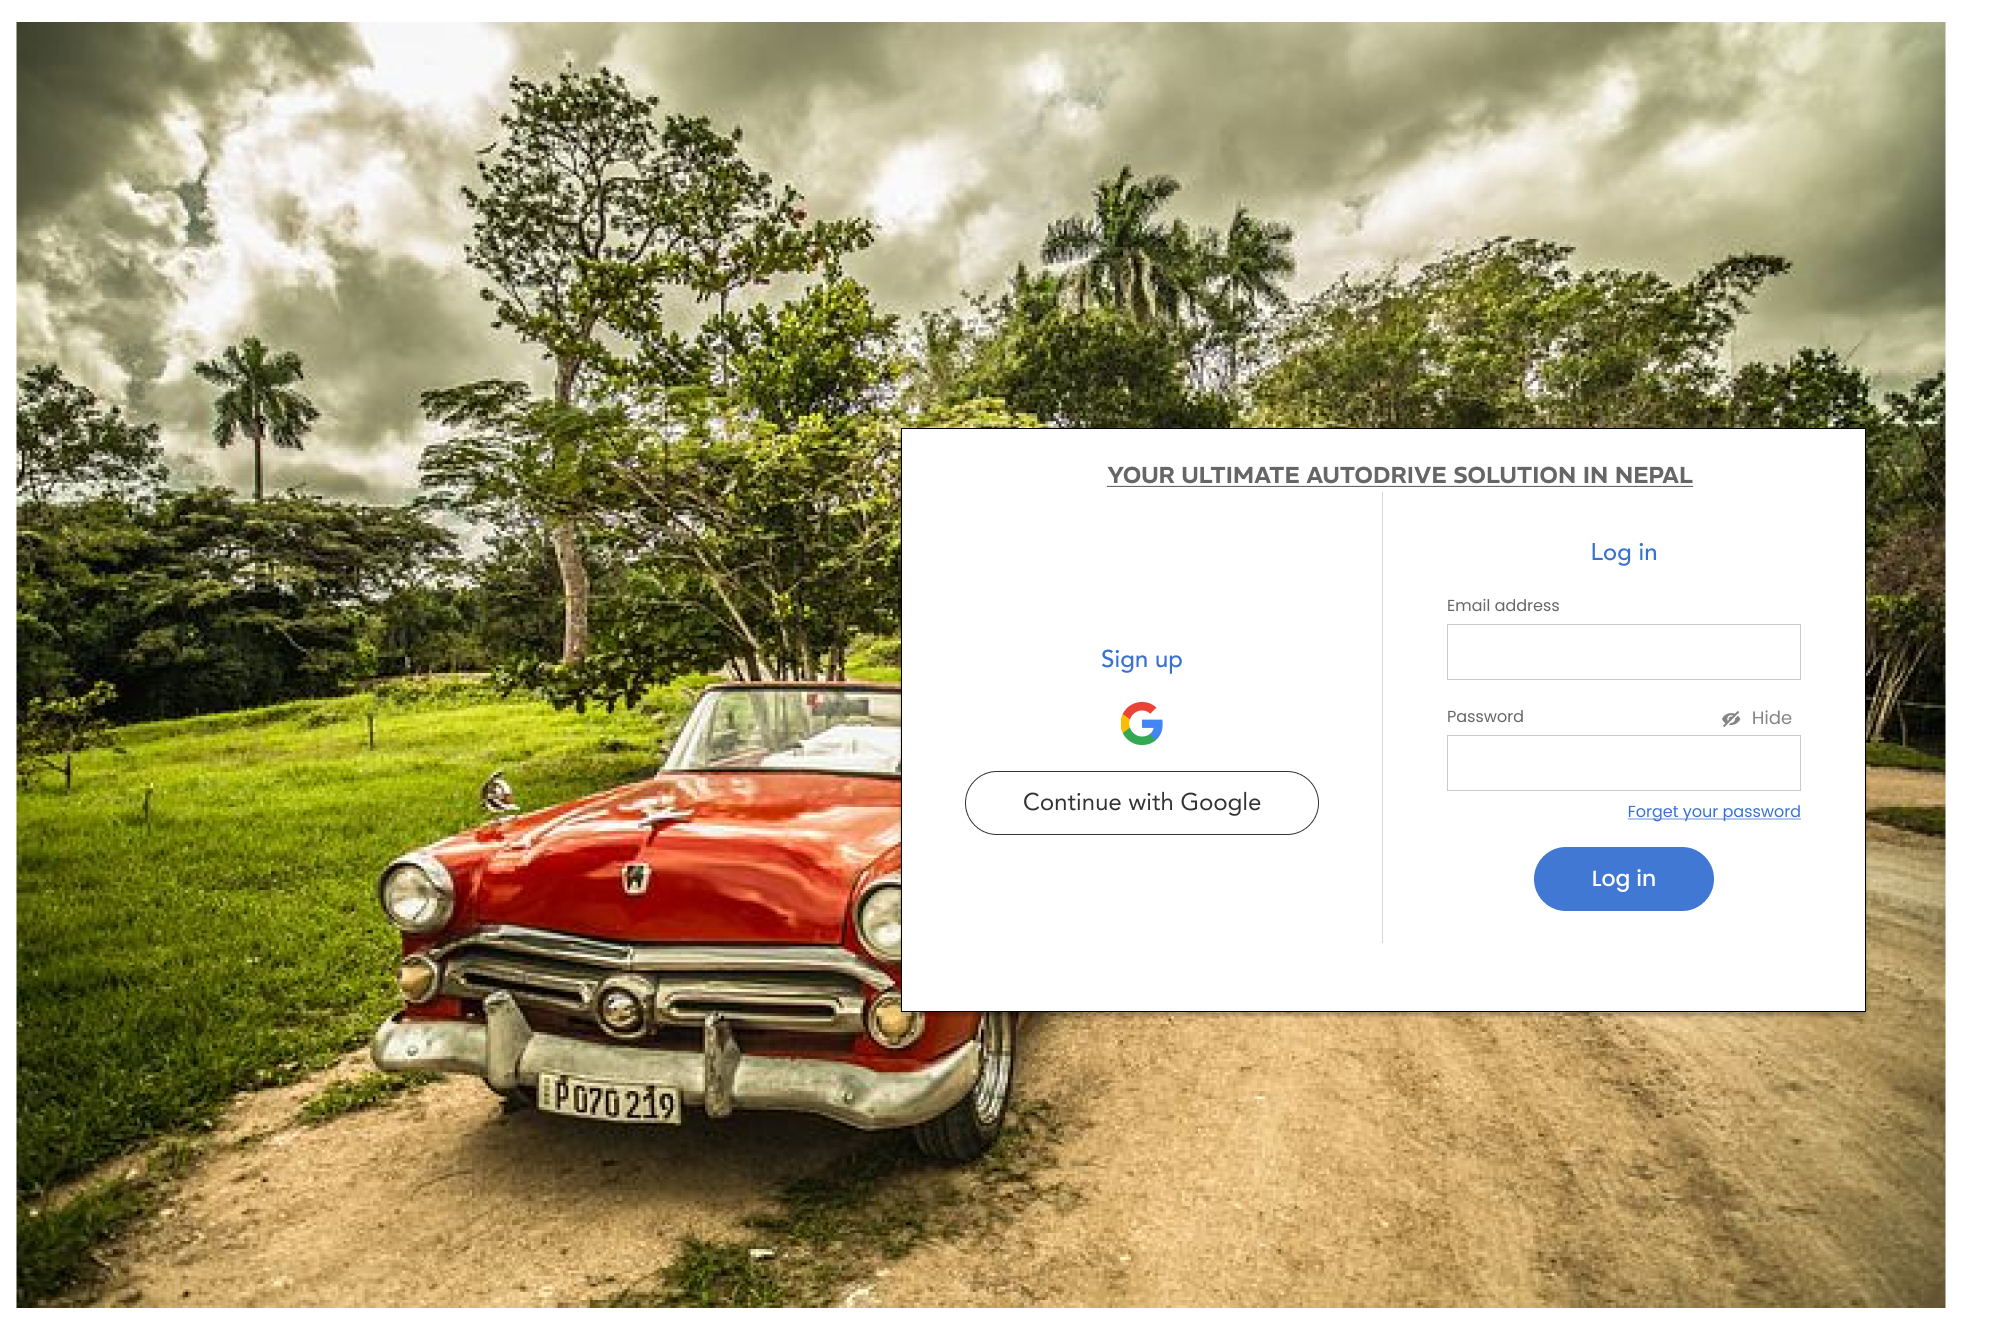 YOUR ULTIMATE AUTODRIVE SOLUTION IN NEPAL
Sign up
Continue with Google
Log in
Email address
Password
Hide
Forget your password
Log in
P070 219